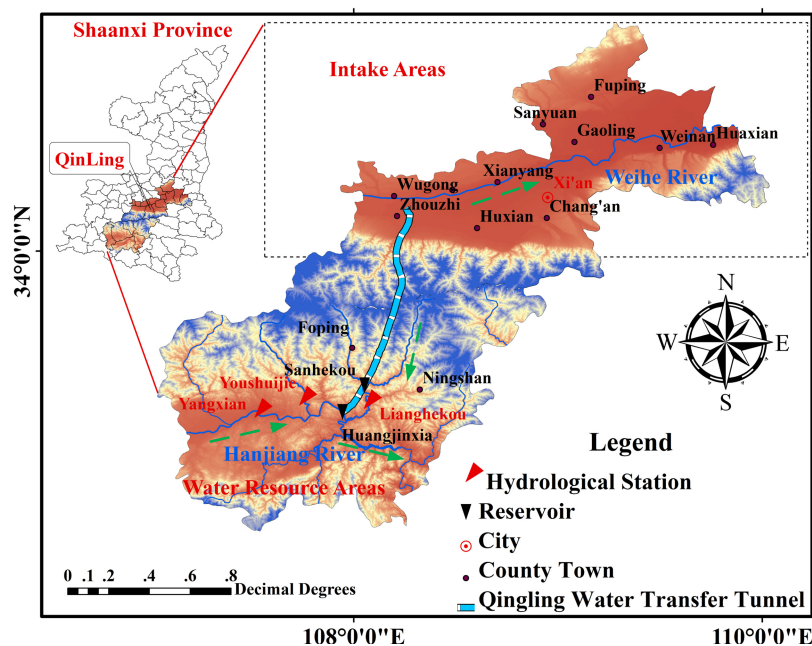 Shaanxi Province
QinLing
Intake Areas
Fuping
Sanyuan
Gaoling
Weinan
Huaxian
Xianyang
Wugong
Xi'an
Weihe River
Zhouzhi
Chang'an
Huxian
34°0'0"N
Foping
Sanhekou
Ningshan
Youshuijie
Yangxian
Lianghekou
Huangjinxia
Hanjiang River
Water Resource Areas
N
W
E
S
Legend
Hydrological Station
Reservoir
City
County Town
Qingling Water Transfer Tunnel
0 .1 .2 .4 .6 .8
Decimal Degrees
108°0'0"E
110°0'0"E